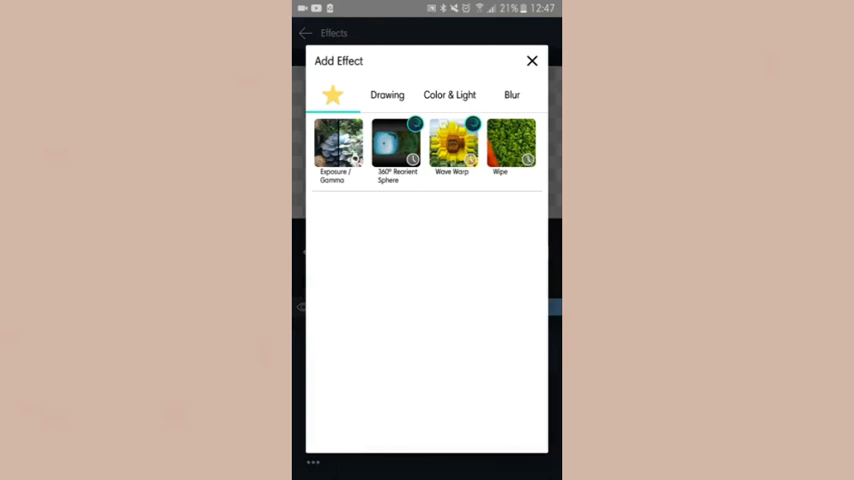 21% 12:47
Effects
Add Effect
Drawing
Color & Light
Blur
Exposure /
Gamma
360° Reorient
Sphere
Wave Warp
Wipe